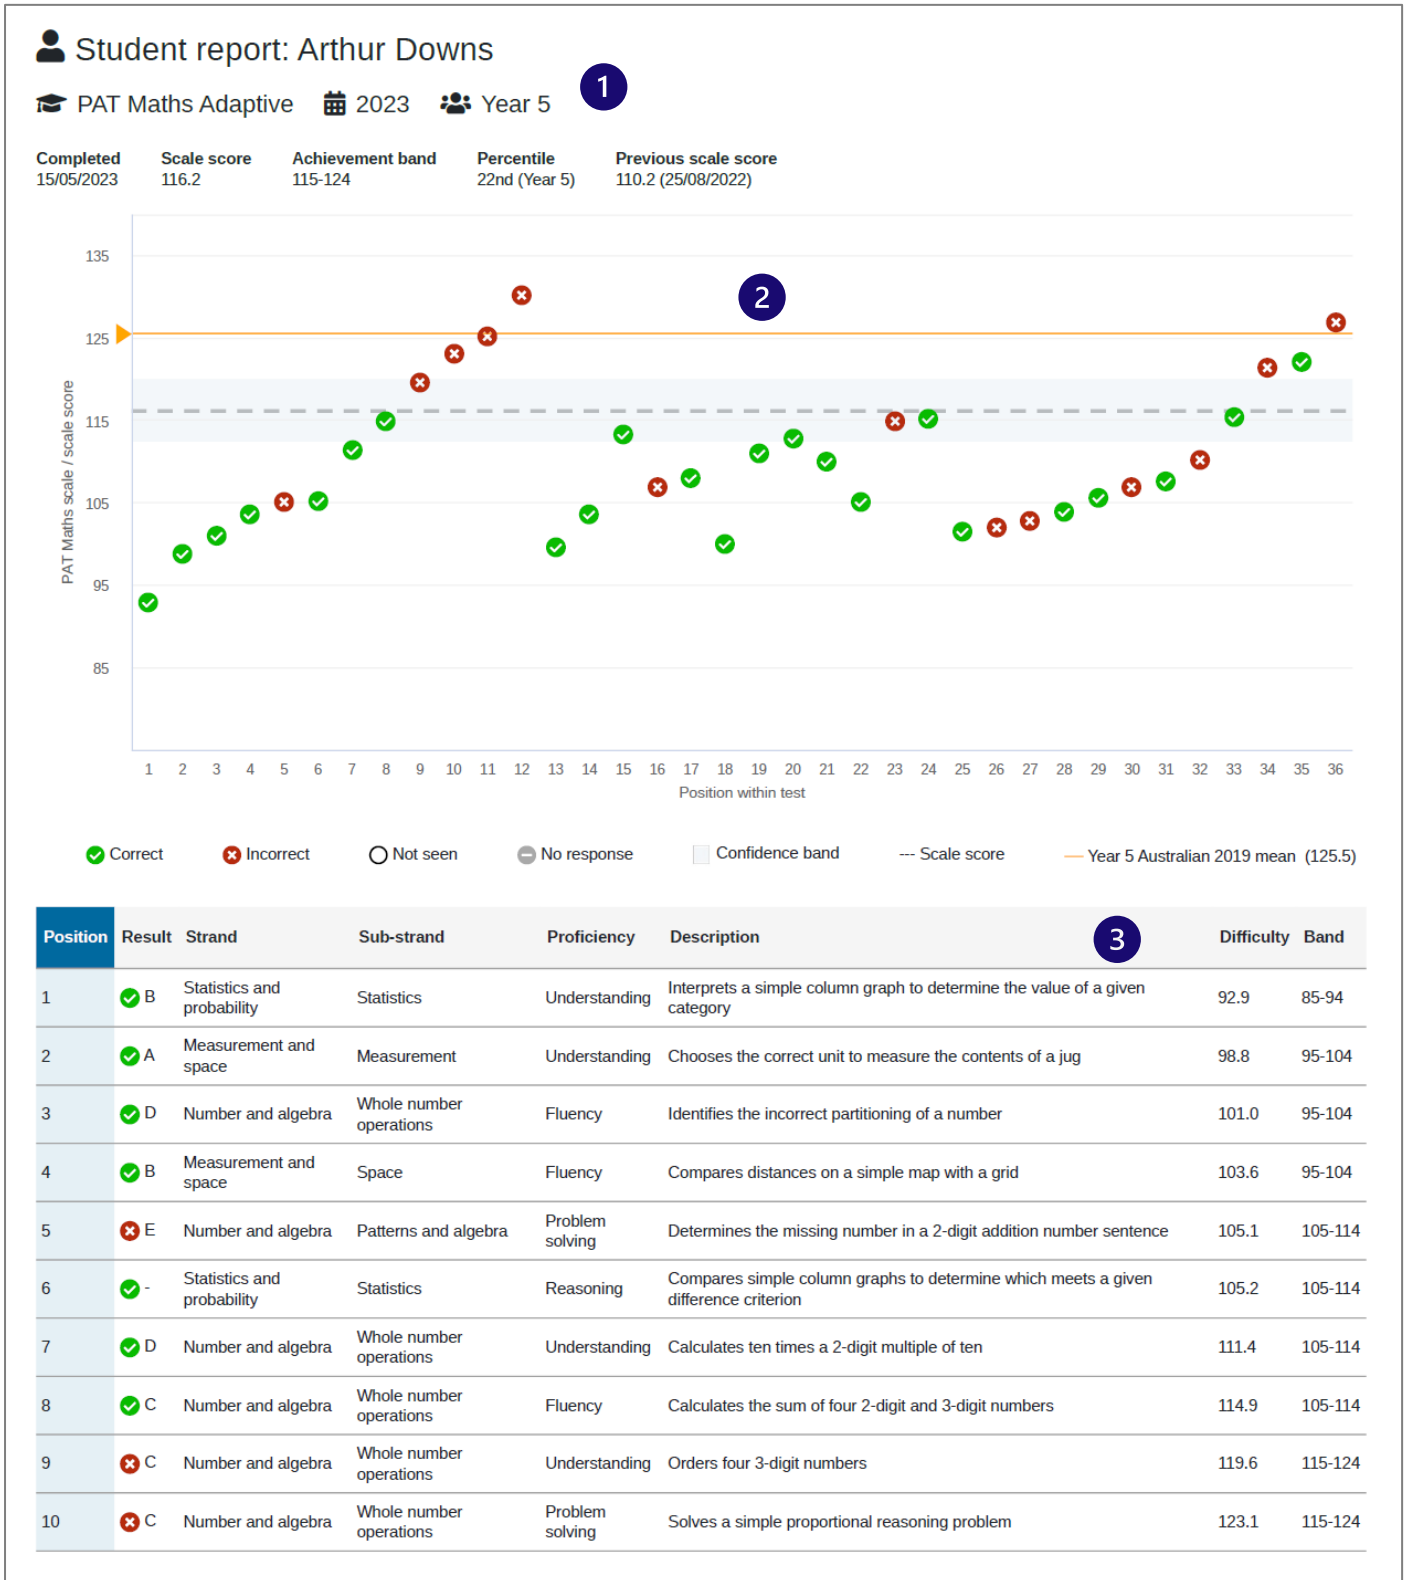 Student report: Arthur Downs
1
PAT Maths Adaptive 2023 Year 5
Completed Scale score Achievement band Percentile Previous scale score
15/05/2023 116.2 115-124 22nd (Year 5) 110.2 (25/08/2022)
135
2
125
115
105
95
85
PAT Maths scale / scale score
1 2 3 4 5 6 7 8 9 10 11 12 13 14 15 16 17 18 19 20 21 22 23 24 25 26 27 28 29 30 31 32 33 34 35 36
Position within test
Correct Incorrect Not seen No response Confidence band --- Scale score Year 5 Australian 2019 mean (125.5)
Position Result Strand Sub-strand Proficiency Description 3 Difficulty Band
1 B Statistics and probability Statistics Understanding Interprets a simple column graph to determine the value of a given category 92.9 85-94
2 A Measurement and space Measurement Understanding Chooses the correct unit to measure the contents of a jug 98.8 95-104
3 D Number and algebra Whole number operations Fluency Identifies the incorrect partitioning of a number 101.0 95-104
4 B Measurement and space Space Fluency Compares distances on a simple map with a grid 103.6 95-104
5 E Number and algebra Patterns and algebra Problem solving Determines the missing number in a 2-digit addition number sentence 105.1 105-114
6 - Statistics and probability Statistics Reasoning Compares simple column graphs to determine which meets a given difference criterion 105.2 105-114
7 D Number and algebra Whole number operations Understanding Calculates ten times a 2-digit multiple of ten 111.4 105-114
8 C Number and algebra Whole number operations Fluency Calculates the sum of four 2-digit and 3-digit numbers 114.9 105-114
9 C Number and algebra Whole number operations Understanding Orders four 3-digit numbers 119.6 115-124
10 C Number and algebra Whole number operations Problem solving Solves a simple proportional reasoning problem 123.1 115-124